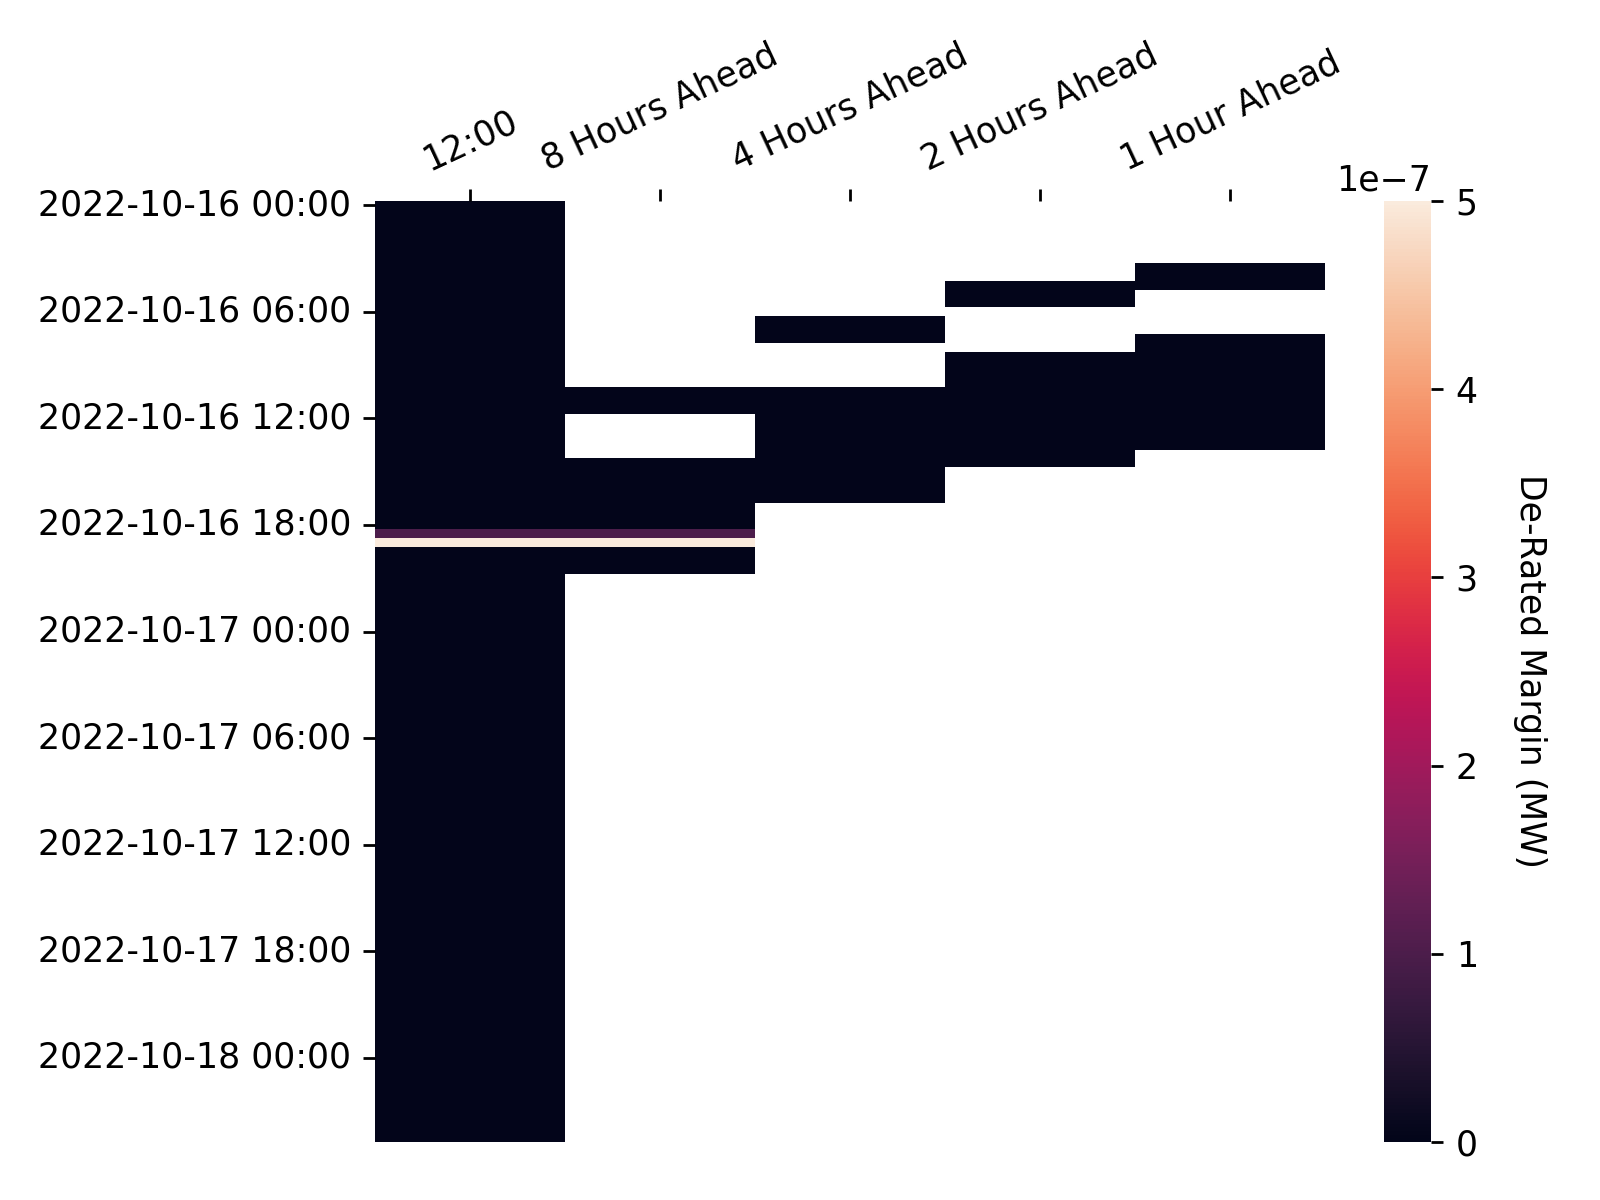 12:00
8 Hours Ahead
4 Hours Ahead
2 Hours Ahead
1 Hour Ahead
1e−7
2022-10-16 00:00
2022-10-16 06:00
2022-10-16 12:00
2022-10-16 18:00
2022-10-17 00:00
2022-10-17 06:00
2022-10-17 12:00
2022-10-17 18:00
2022-10-18 00:00
5
4
3
2
1
0
De-Rated Margin (MW)